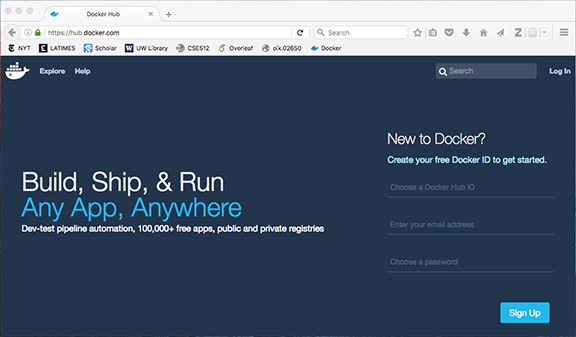 Docker Hub
https://hub.docker.com
Search
NYT
LATIMES
Scholar
UW Library
CSE512
Overleaf
oik.02650
Docker
Explore
Help
Search
Log In
New to Docker?
Create your free Docker ID to get started.
Choose a Docker Hub ID
Enter your email address
Choose a password
Sign Up
Build, Ship, & Run
Any App, Anywhere
Dev-test pipeline automation, 100,000+ free apps, public and private registries